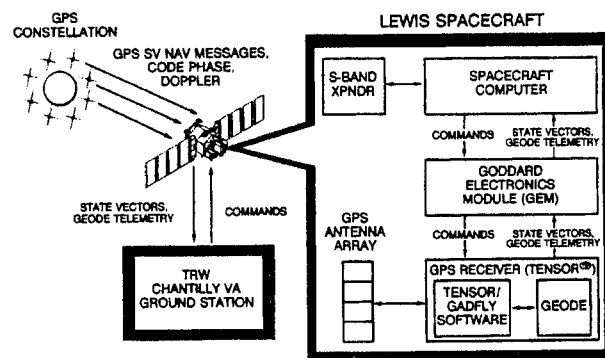 GPS
CONSTELLATION
GPS SV NAV MESSAGES,
CODE PHASE,
DOPPLER
STATE VECTORS,
GEODE TELEMETRY
COMMANDS
TRW
CHANTILLY VA
GROUND STATION
LEWIS SPACECRAFT
S-BAND
XPNDR
SPACECRAFT
COMPUTER
COMMANDS
STATE VECTORS,
GEODE TELEMETRY
GODDARD
ELECTRONICS
MODULE (GEM)
COMMANDS
STATE VECTORS,
GEODE TELEMETRY
GPS
ANTENNA
ARRAY
GPS RECEIVER (TENSOR™)
TENSOR/
GADFLY
SOFTWARE
GEODE